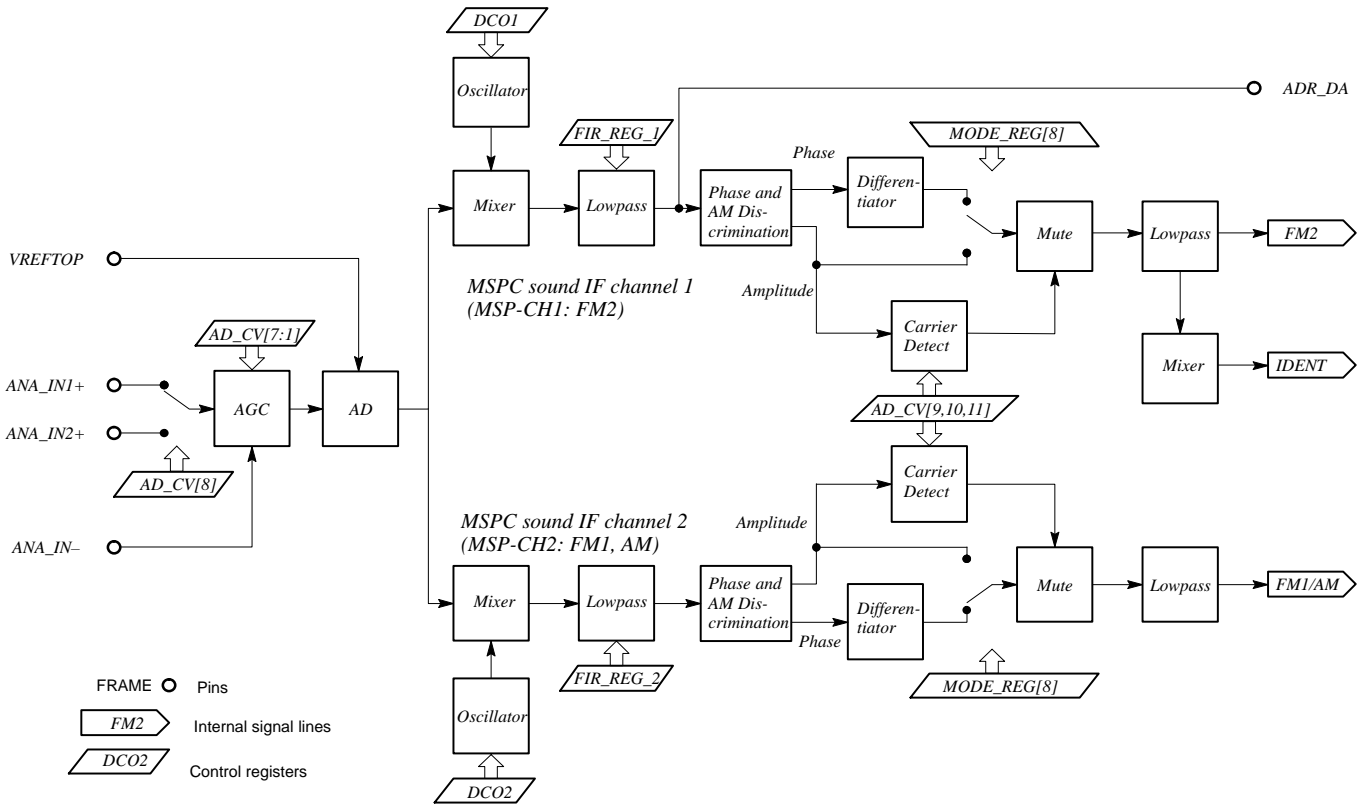 DCO1
Oscillator
ADR_DA
FIR_REG_1
MODE_REG[8]
Phase
Mixer
Lowpass
Phase and
AM Dis-
crimination
Differen-
tiator
Mute
Lowpass
FM2
VREFTOP
MSPC sound IF channel 1
(MSP-CH1: FM2)
Amplitude
AD_CV[7:1]
Carrier
Detect
Mixer
IDENT
ANA_IN1+
AGC
AD
AD_CV[9,10,11]
ANA_IN2+
AD_CV[8]
Carrier
Detect
MSPC sound IF channel 2
(MSP-CH2: FM1, AM)
Amplitude
ANA_IN–
Mixer
Lowpass
Phase and
AM Dis-
crimination
Differen-
tiator
Mute
Lowpass
FM1/AM
Phase
FIR_REG_2
MODE_REG[8]
FRAME Pins
Oscillator
FM2 Internal signal lines
DCO2 Control registers
DCO2